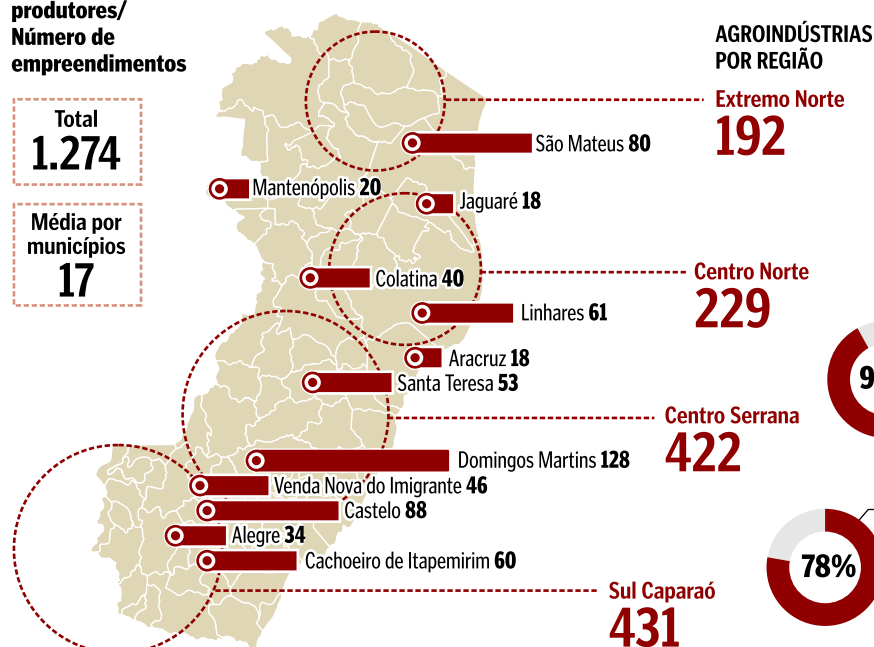 produtores/
Número de
empreendimentos
Total
1.274
Média por
municípios
17
AGROINDÚSTRIAS
POR REGIÃO
Extremo Norte
192
São Mateus 80
Mantenópolis 20
Jaguaré 18
Centro Norte
229
Colatina 40
Linhares 61
Aracruz 18
Santa Teresa 53
Centro Serrana
422
Domingos Martins 128
Venda Nova do Imigrante 46
Castelo 88
Alegre 34
Cachoeiro de Itapemirim 60
Sul Caparaó
431
78%